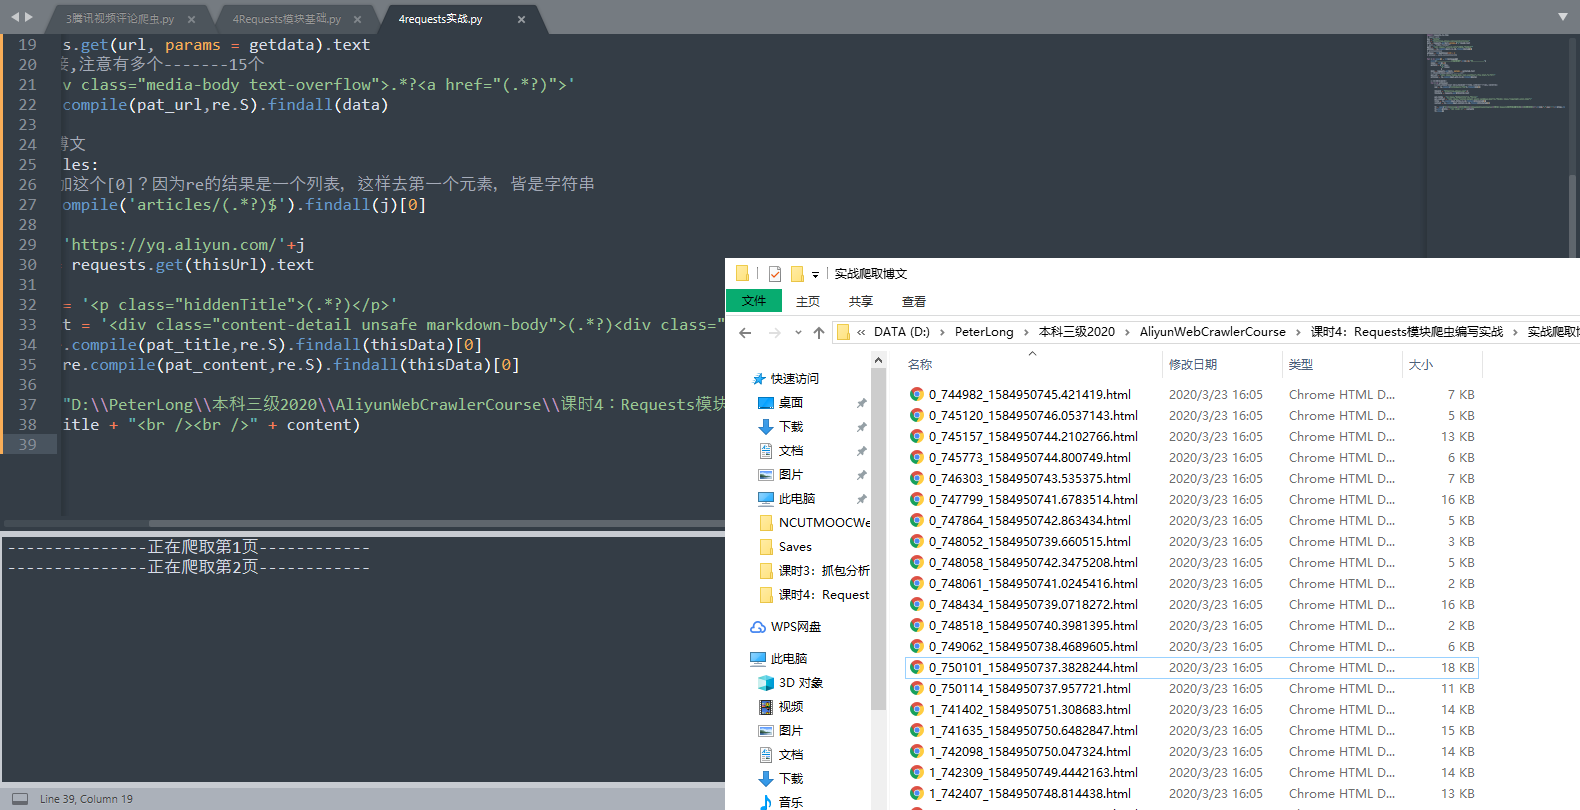 3腾讯视频评论爬虫.py
4Requests模块基础.py
4requests实战.py
19 s.get(url, params = getdata).text
20 接,注意有多个-------15个
21 v class="media-body text-overflow">.*?<a href="(.*?)">'
22 compile(pat_url,re.S).findall(data)
23
24 博文
25 les:
26 加这个[0]？因为re的结果是一个列表，这样去第一个元素，皆是字符串
27 ompile('articles/(.*?)$').findall(j)[0]
28
29 'https://yq.aliyun.com/'+j
30 requests.get(thisUrl).text
31
32 = '<p class="hiddenTitle">(.*?)</p>'
33 t = '<div class="content-detail unsafe markdown-body">(.*?)<div class="
34 .compile(pat_title,re.S).findall(thisData)[0]
35 re.compile(pat_content,re.S).findall(thisData)[0]
36
37 "D:\\PeterLong\\本科三级2020\\AliyunWebCrawlerCourse\\课时4：Requests模块
38 itle + "<br /><br />" + content)
39
---------------正在爬取第1页------------
---------------正在爬取第2页------------
Line 39, Column 19
实战爬取博文
文件 主页 共享 查看
« DATA (D:) › PeterLong › 本科三级2020 › AliyunWebCrawlerCourse › 课时4：Requests模块爬虫编写实战 › 实战爬取博
快速访问
桌面
下载
文档
图片
此电脑
NCUTMOOCWe
Saves
课时3：抓包分析
课时4：Request
WPS网盘
此电脑
3D 对象
视频
图片
文档
下载
音乐
名称 修改日期 类型 大小
0_744982_1584950745.421419.html 2020/3/23 16:05 Chrome HTML D... 7 KB
0_745120_1584950746.0537143.html 2020/3/23 16:05 Chrome HTML D... 5 KB
0_745157_1584950744.2102766.html 2020/3/23 16:05 Chrome HTML D... 13 KB
0_745773_1584950744.800749.html 2020/3/23 16:05 Chrome HTML D... 6 KB
0_746303_1584950743.535375.html 2020/3/23 16:05 Chrome HTML D... 7 KB
0_747799_1584950741.6783514.html 2020/3/23 16:05 Chrome HTML D... 16 KB
0_747864_1584950742.863434.html 2020/3/23 16:05 Chrome HTML D... 5 KB
0_748052_1584950739.660515.html 2020/3/23 16:05 Chrome HTML D... 3 KB
0_748058_1584950742.3475208.html 2020/3/23 16:05 Chrome HTML D... 5 KB
0_748061_1584950741.0245416.html 2020/3/23 16:05 Chrome HTML D... 2 KB
0_748434_1584950739.0718272.html 2020/3/23 16:05 Chrome HTML D... 16 KB
0_748518_1584950740.3981395.html 2020/3/23 16:05 Chrome HTML D... 2 KB
0_749062_1584950738.4689605.html 2020/3/23 16:05 Chrome HTML D... 6 KB
0_750101_1584950737.3828244.html 2020/3/23 16:05 Chrome HTML D... 18 KB
0_750114_1584950737.957721.html 2020/3/23 16:05 Chrome HTML D... 11 KB
1_741402_1584950751.308683.html 2020/3/23 16:05 Chrome HTML D... 14 KB
1_741635_1584950750.6482847.html 2020/3/23 16:05 Chrome HTML D... 15 KB
1_742098_1584950750.047324.html 2020/3/23 16:05 Chrome HTML D... 14 KB
1_742309_1584950749.4442163.html 2020/3/23 16:05 Chrome HTML D... 14 KB
1_742407_1584950748.814438.html 2020/3/23 16:05 Chrome HTML D... 13 KB